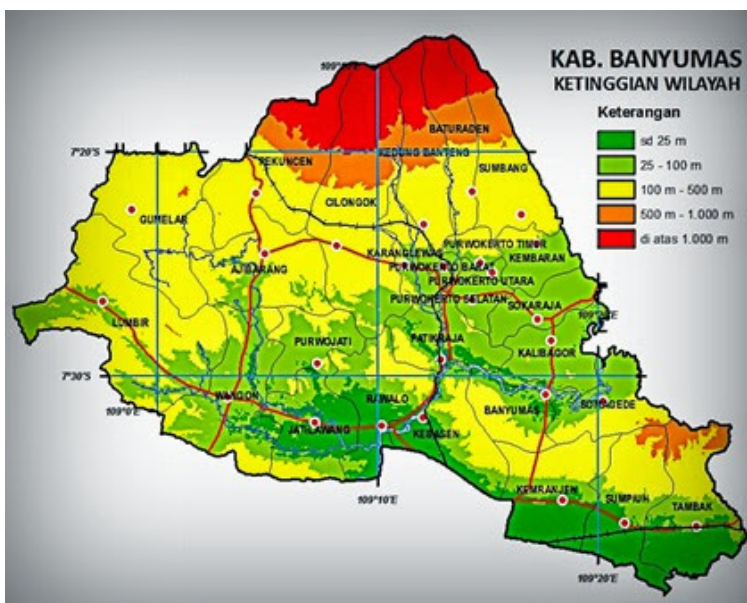 KAB. BANYUMAS
KETINGGIAN WILAYAH
Keterangan
sd 25 m
25 - 100 m
100 m - 500 m
500 m - 1.000 m
di atas 1.000 m
BATURADEN
7°20'S
PEKUNCEN
KEDUNG BANTENG
SUMBANG
CILONGOK
GUMELAR
KARANGLEWAS
PURWOKERTO TIMUR
KEMBARAN
AJIBARANG
PURWOKERTO BARAT
PURWOKERTO UTARA
PURWOKERTO SELATAN
SOKARAJA
LUMBIR
PURWOJATI
PATIKRAJA
KALIBAGOR
7°30'S
109°0'E
WANGON
RAWALO
BANYUMAS
JATILAWANG
KEBASEN
109°10'E
KEMRANJEN
SUMPIUH
TAMBAK
109°20'E